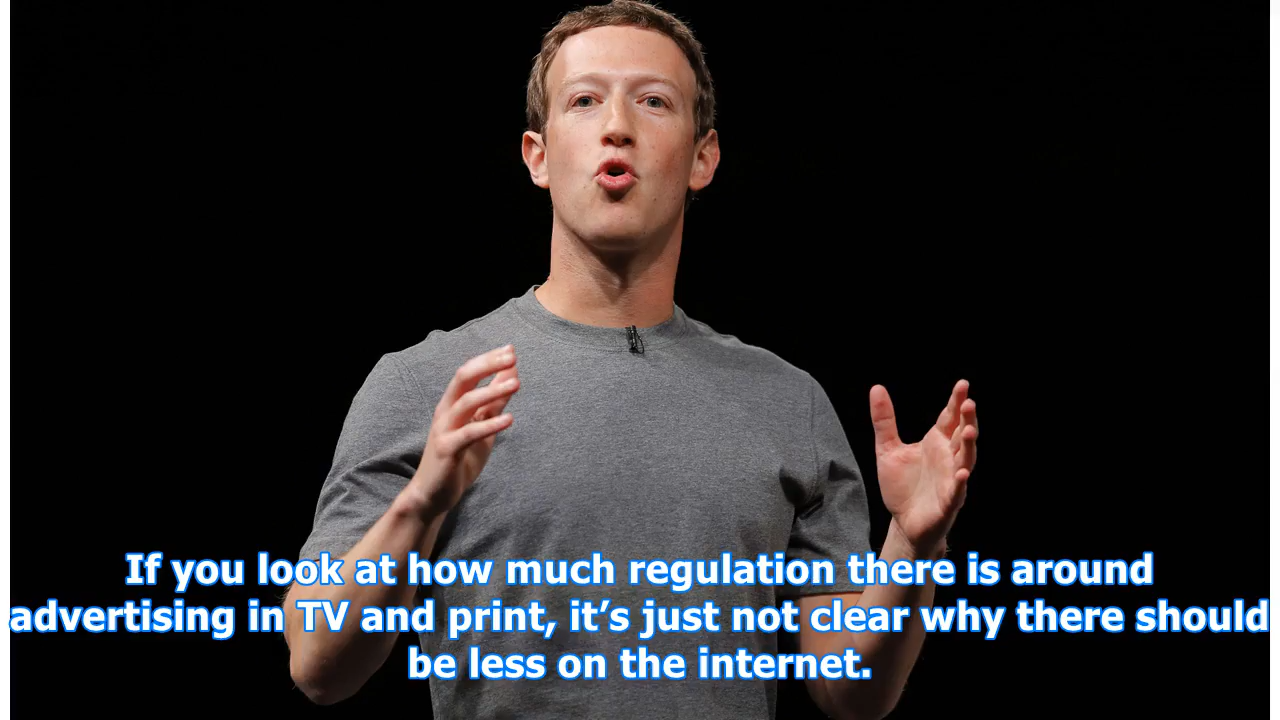 If you look at how much regulation there is around
advertising in TV and print, it’s just not clear why there should
be less on the internet.